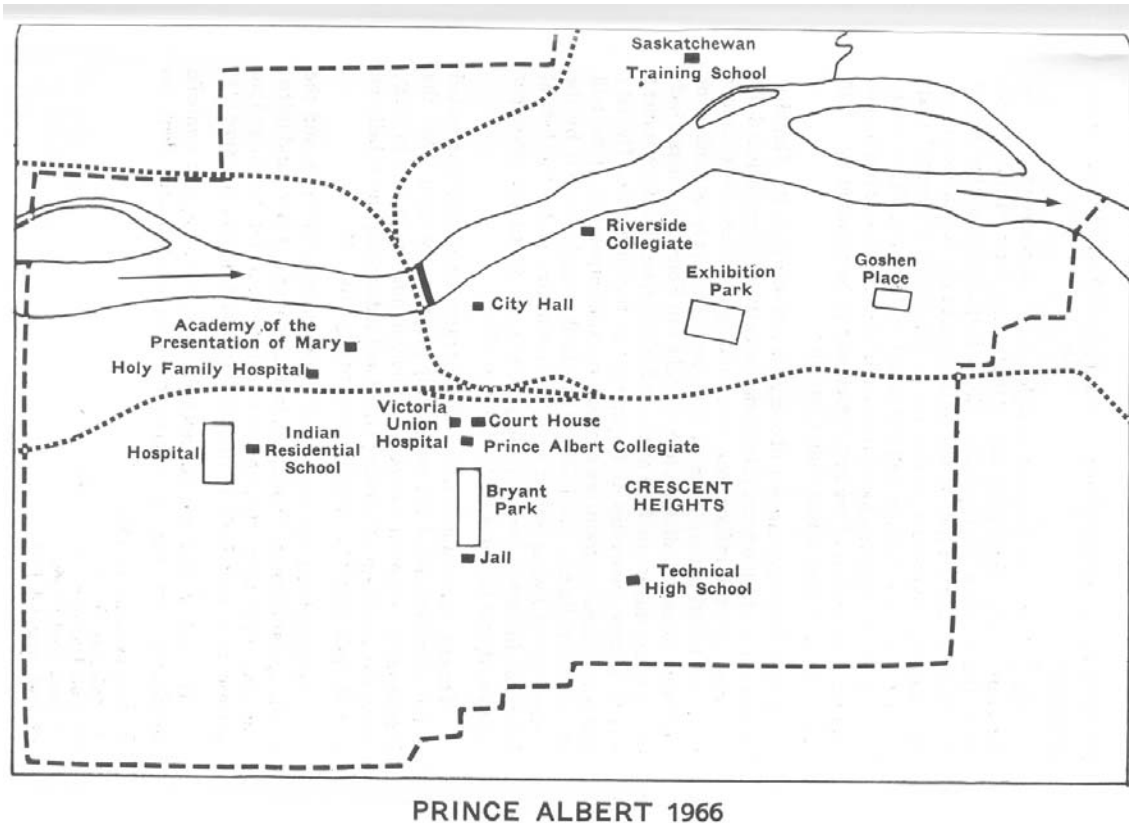 Saskatchewan
Training School
Riverside
Collegiate
Goshen
Place
Exhibition
Park
City Hall
Academy of the
Presentation of Mary
Holy Family Hospital
Victoria
Union
Hospital
Court House
Prince Albert Collegiate
Hospital
Indian
Residential
School
Bryant
Park
CRESCENT
HEIGHTS
Jail
Technical
High School
PRINCE ALBERT 1966